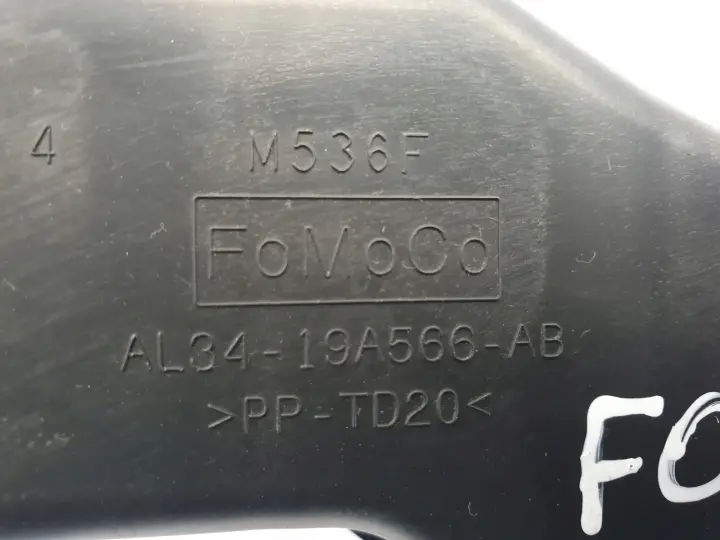 4 M536F
FoMoCo
AL34-19A566-AB
>PP-TD20<
FO